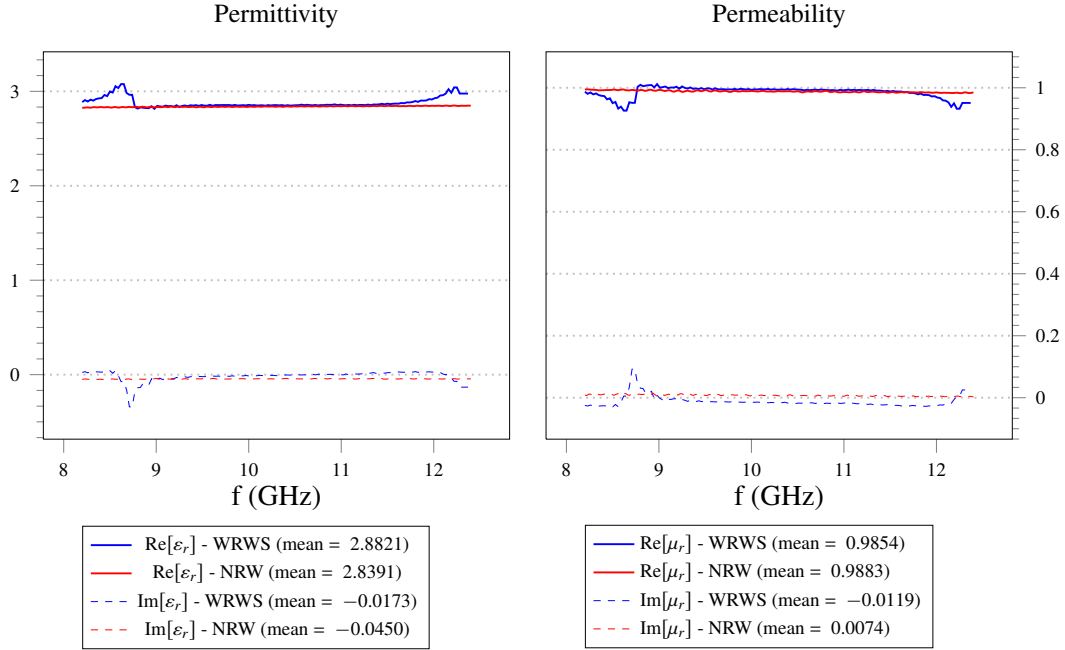 Permittivity
3
2
1
0
8 9 10 11 12
f (GHz)
Re[εr] - WRWS (mean = 2.8821)
Re[εr] - NRW (mean = 2.8391)
Im[εr] - WRWS (mean = −0.0173)
Im[εr] - NRW (mean = −0.0450)
Permeability
1
0.8
0.6
0.4
0.2
0
8 9 10 11 12
f (GHz)
Re[μr] - WRWS (mean = 0.9854)
Re[μr] - NRW (mean = 0.9883)
Im[μr] - WRWS (mean = −0.0119)
Im[μr] - NRW (mean = 0.0074)